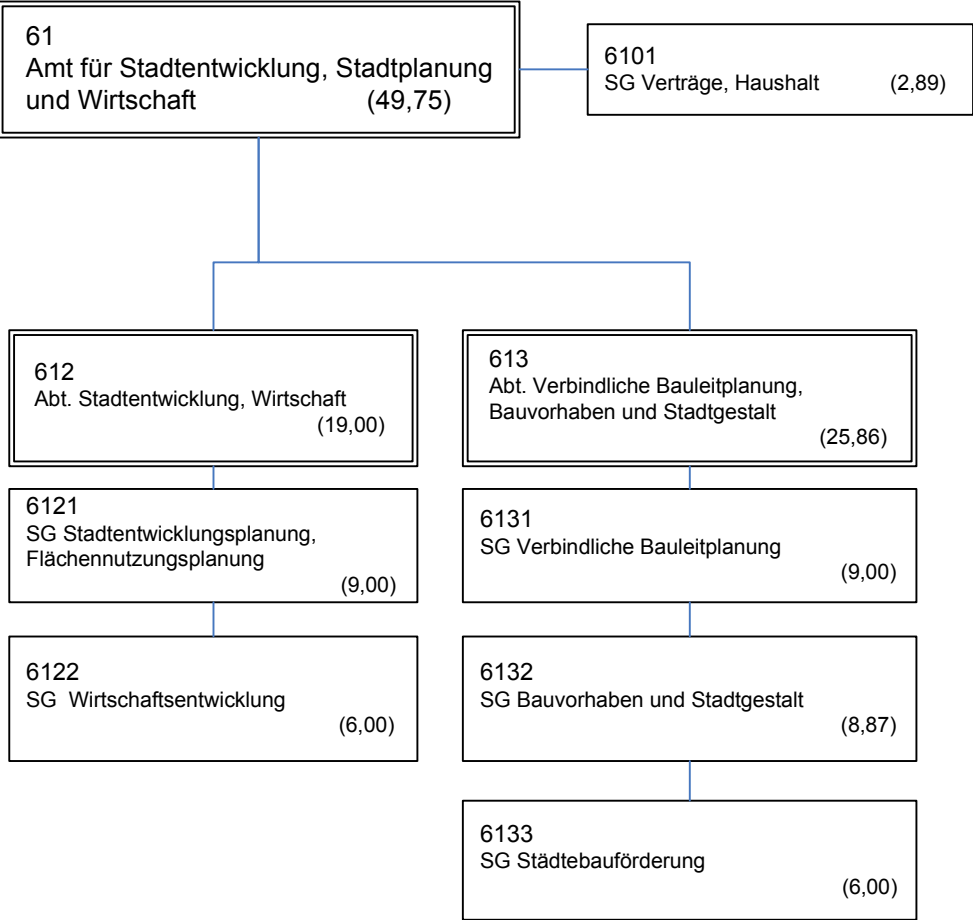 61
Amt für Stadtentwicklung, Stadtplanung
und Wirtschaft (49,75)
6101
SG Verträge, Haushalt (2,89)
612
Abt. Stadtentwicklung, Wirtschaft
(19,00)
613
Abt. Verbindliche Bauleitplanung,
Bauvorhaben und Stadtgestalt
(25,86)
6121
SG Stadtentwicklungsplanung,
Flächennutzungsplanung
(9,00)
6131
SG Verbindliche Bauleitplanung
(9,00)
6122
SG Wirtschaftsentwicklung
(6,00)
6132
SG Bauvorhaben und Stadtgestalt
(8,87)
6133
SG Städtebauförderung
(6,00)